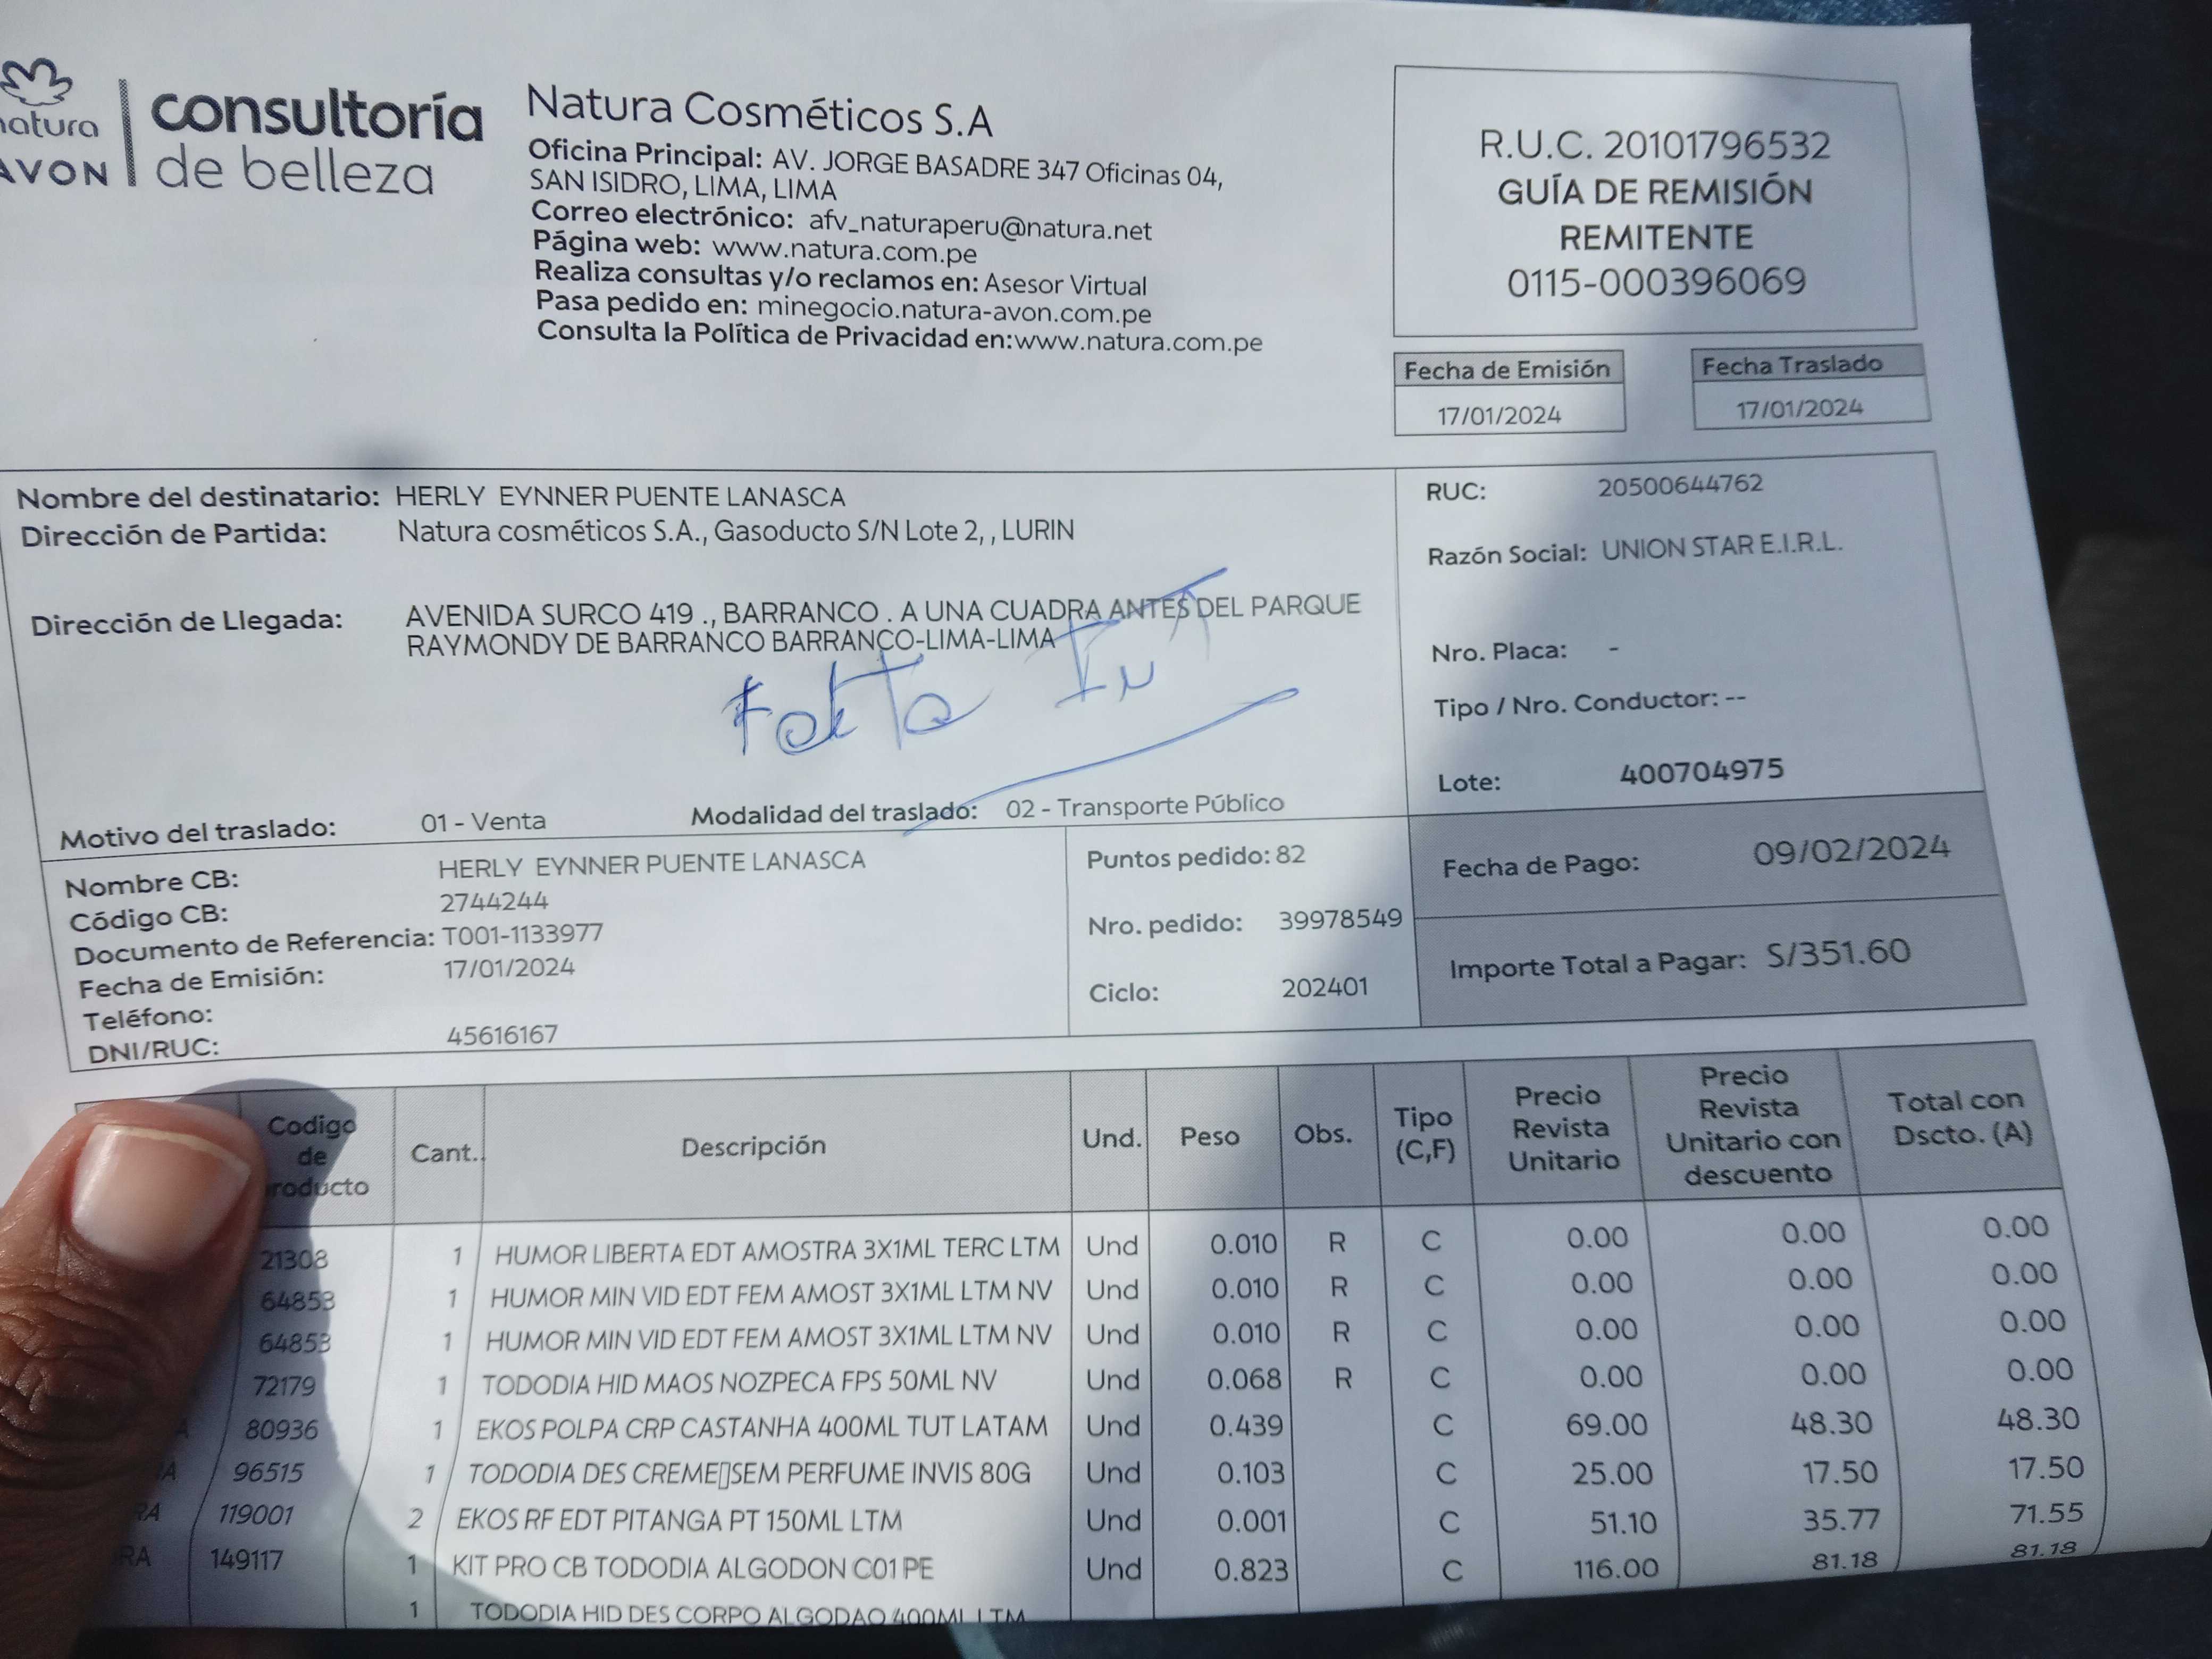 natura
AVON
consultoría
de belleza
Natura Cosméticos S.A
Oficina Principal: AV. JORGE BASADRE 347 Oficinas 04,
SAN ISIDRO, LIMA, LIMA
Correo electrónico: afv_naturaperu@natura.net
Página web: www.natura.com.pe
Realiza consultas y/o reclamos en: Asesor Virtual
Pasa pedido en: minegocio.natura-avon.com.pe
Consulta la Política de Privacidad en:www.natura.com.pe
R.U.C. 20101796532
GUÍA DE REMISIÓN
REMITENTE
0115-000396069
Fecha de Emisión
17/01/2024
Fecha Traslado
17/01/2024
Nombre del destinatario: HERLY EYNNER PUENTE LANASCA
Dirección de Partida: Natura cosméticos S.A., Gasoducto S/N Lote 2, , LURIN
Dirección de Llegada: AVENIDA SURCO 419 ., BARRANCO . A UNA CUADRA ANTES DEL PARQUE
RAYMONDY DE BARRANCO BARRANCO-LIMA-LIMA
Falta
Motivo del traslado: 01 - Venta
Modalidad del traslado: 02 - Transporte Público
RUC: 20500644762
Razón Social: UNION STAR E.I.R.L.
Nro. Placa: -
Tipo / Nro. Conductor: --
Lote: 400704975
Nombre CB: HERLY EYNNER PUENTE LANASCA
Código CB: 2744244
Documento de Referencia: T001-1133977
Fecha de Emisión: 17/01/2024
Teléfono:
DNI/RUC: 45616167
Puntos pedido: 82
Nro. pedido: 39978549
Ciclo: 202401
Fecha de Pago: 09/02/2024
Importe Total a Pagar: S/351.60
Codigo de roducto Cant. Descripción Und. Peso Obs. Tipo (C,F) Precio Revista Unitario Precio Revista Unitario con descuento Total con Dscto. (A)
21308 1 HUMOR LIBERTA EDT AMOSTRA 3X1ML TERC LTM Und 0.010 R C 0.00 0.00 0.00
64853 1 HUMOR MIN VID EDT FEM AMOST 3X1ML LTM NV Und 0.010 R C 0.00 0.00 0.00
64853 1 HUMOR MIN VID EDT FEM AMOST 3X1ML LTM NV Und 0.010 R C 0.00 0.00 0.00
72179 1 TODODIA HID MAOS NOZPECA FPS 50ML NV Und 0.068 R C 0.00 0.00 0.00
A 80936 1 EKOS POLPA CRP CASTANHA 400ML TUT LATAM Und 0.439 C 69.00 48.30 48.30
A 96515 1 TODODIA DES CREME▯SEM PERFUME INVIS 80G Und 0.103 C 25.00 17.50 17.50
RA 119001 2 EKOS RF EDT PITANGA PT 150ML LTM Und 0.001 C 51.10 35.77 71.55
RA 149117 1 KIT PRO CB TODODIA ALGODON C01 PE Und 0.823 C 116.00 81.18 81.18
1 TODODIA HID DES CORPO ALGODAO 400ML LTM